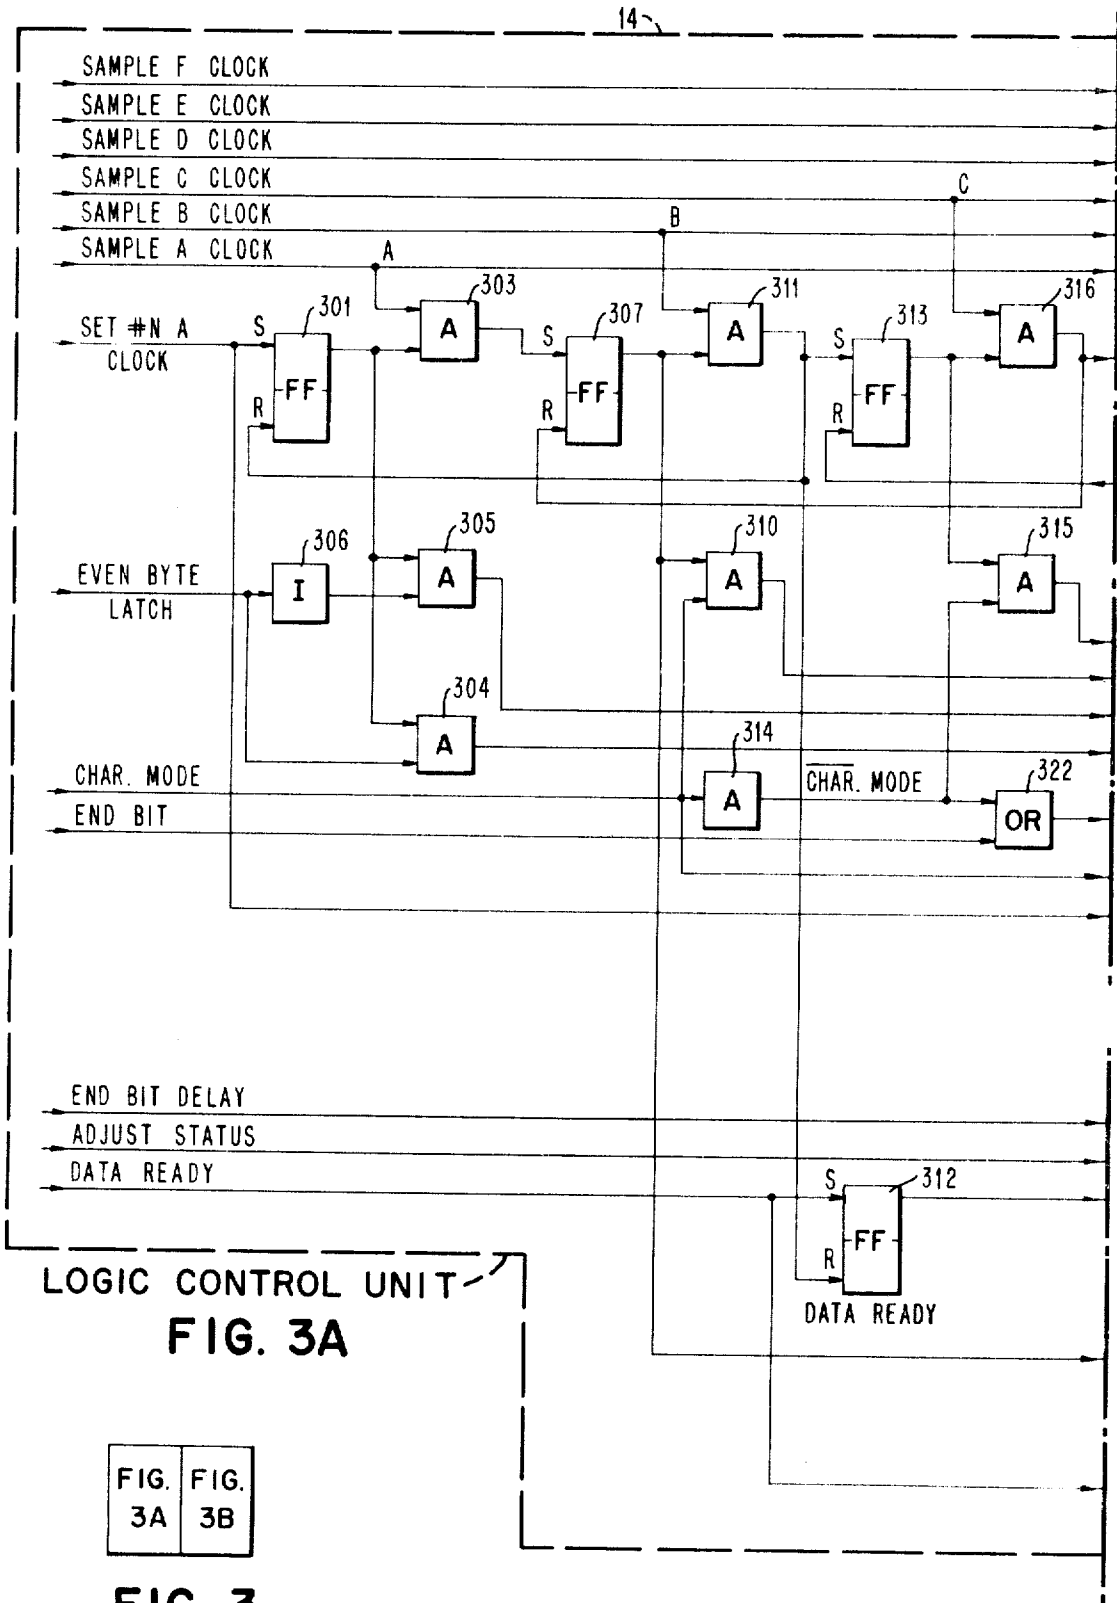 14
SAMPLE F CLOCK
SAMPLE E CLOCK
SAMPLE D CLOCK
SAMPLE C CLOCK
C
SAMPLE B CLOCK
B
SAMPLE A CLOCK
A
303
311
316
301
307
313
SET #N A
CLOCK
S
A
S
A
S
A
FF
FF
FF
R
R
R
306
305
310
315
EVEN BYTE
LATCH
I
A
A
A
304
A
314
CHAR. MODE
A
CHAR. MODE
322
END BIT
OR
END BIT DELAY
ADJUST STATUS
DATA READY
S
312
FF
R
DATA READY
LOGIC CONTROL UNIT
FIG. 3A
FIG.
3A
FIG.
3B
FIG. 3